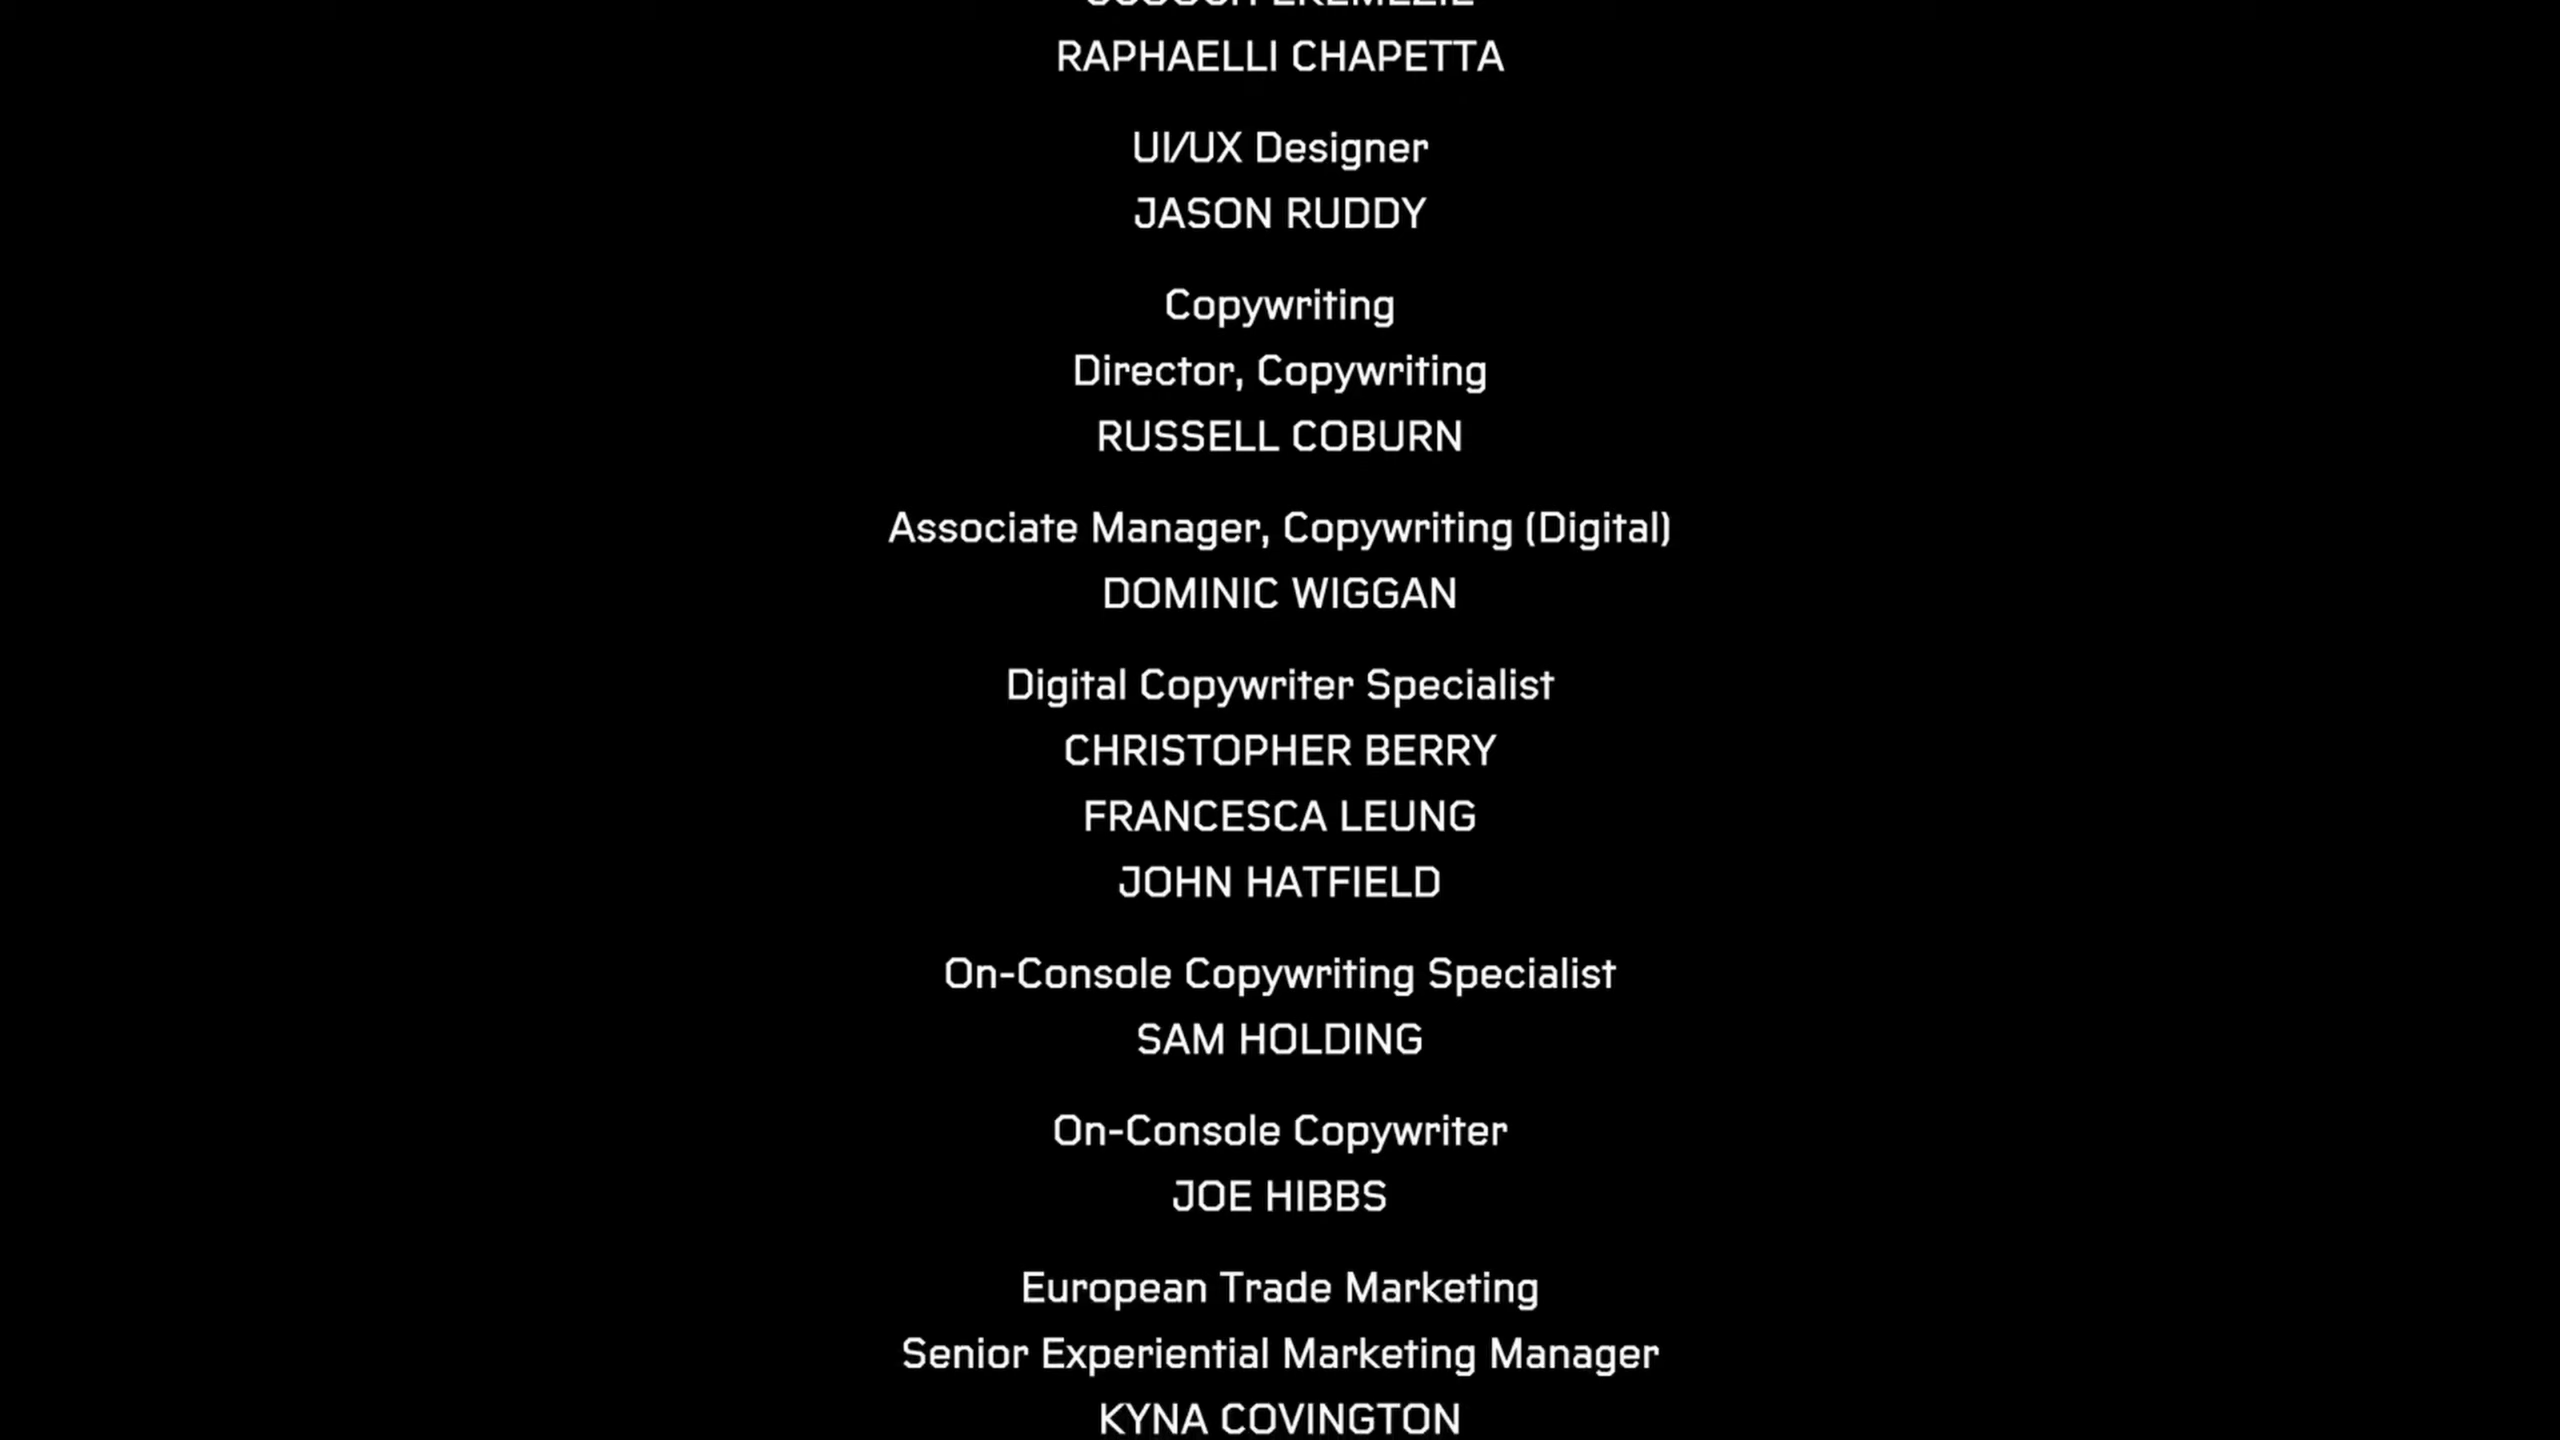 RAPHAELLI CHAPETTA
UI/UX Designer
JASON RUDDY
Copywriting
Director, Copywriting
RUSSELL COBURN
Associate Manager, Copywriting (Digital)
DOMINIC WIGGAN
Digital Copywriter Specialist
CHRISTOPHER BERRY
FRANCESCA LEUNG
JOHN HATFIELD
On-Console Copywriting Specialist
SAM HOLDING
On-Console Copywriter
JOE HIBBS
European Trade Marketing
Senior Experiential Marketing Manager
KYNA COVINGTON